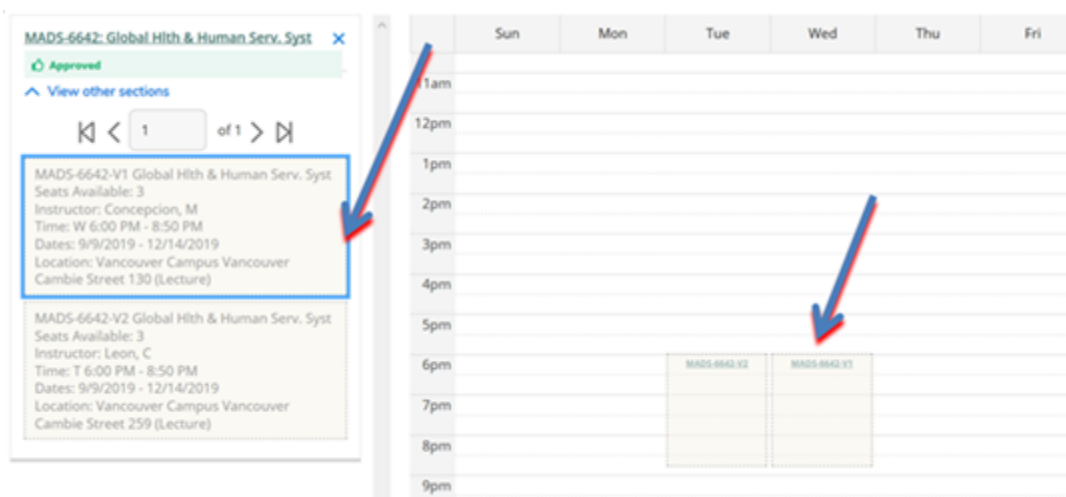 MADS-6642: Global Hlth & Human Serv. Syst
Approved
View other sections
1 of 1
MADS-6642-V1 Global Hlth & Human Serv. Syst
Seats Available: 3
Instructor: Concepcion, M
Time: W 6:00 PM - 8:50 PM
Dates: 9/9/2019 - 12/14/2019
Location: Vancouver Campus Vancouver
Cambie Street 130 (Lecture)
MADS-6642-V2 Global Hlth & Human Serv. Syst
Seats Available: 3
Instructor: Leon, C
Time: T 6:00 PM - 8:50 PM
Dates: 9/9/2019 - 12/14/2019
Location: Vancouver Campus Vancouver
Cambie Street 259 (Lecture)
Sun Mon Tue Wed Thu Fri
11am
12pm
1pm
2pm
3pm
4pm
5pm
6pm MADS-6642-V2 MADS-6642-V1
7pm
8pm
9pm